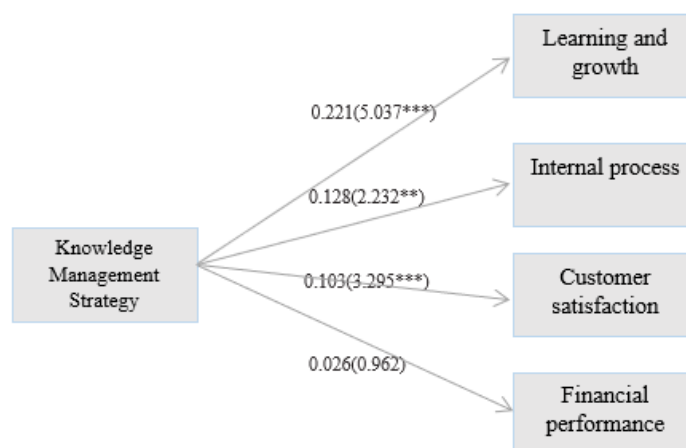 Learning and
growth
0.221(5.037***)
Internal process
0.128(2.232**)
Knowledge
Management
Strategy
0.103(3.295***)
Customer
satisfaction
0.026(0.962)
Financial
performance